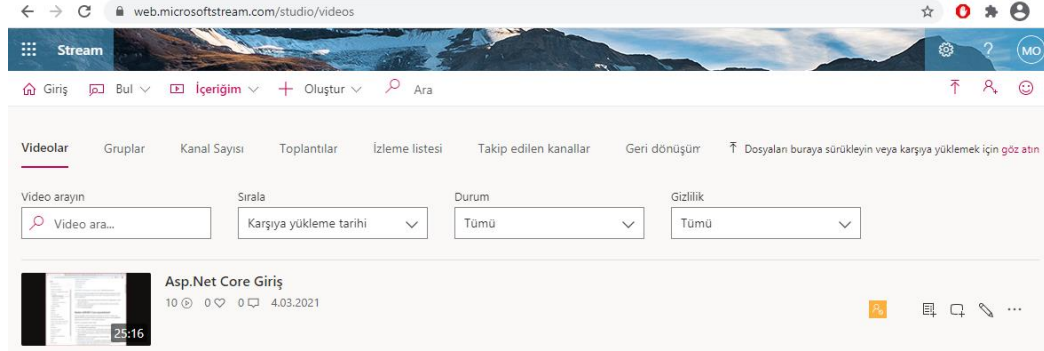 web.microsoftstream.com/studio/videos
Stream
? MO
Giriş Bul İçeriğim Oluştur Ara
Videolar Gruplar Kanal Sayısı Toplantılar İzleme listesi Takip edilen kanallar Geri dönüşüm Dosyaları buraya sürükleyin veya karşıya yüklemek için göz atın
Video arayın Sırala Durum Gizlilik
Video ara... Karşıya yükleme tarihi Tümü Tümü
Asp.Net Core Giriş
10 0 0 4.03.2021
25:16